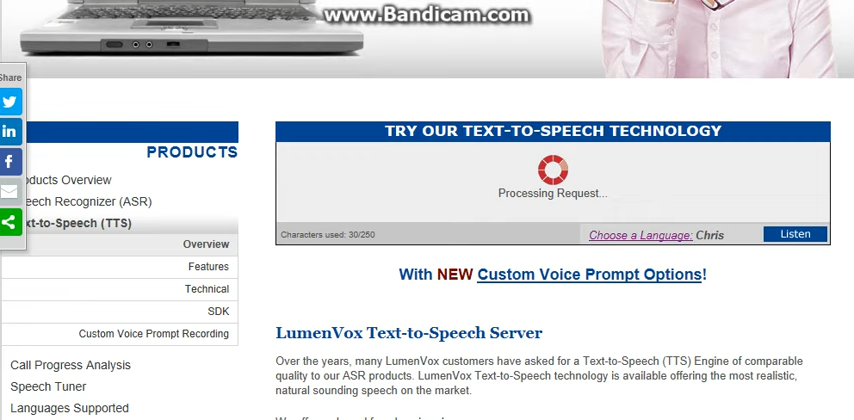 www.Bandicam.com
Share
TRY OUR TEXT-TO-SPEECH TECHNOLOGY
Processing Request...
Characters used: 30/250
Choose a Language: Chris
Listen
PRODUCTS
oducts Overview
eech Recognizer (ASR)
xt-to-Speech (TTS)
Overview
Features
Technical
SDK
Custom Voice Prompt Recording
Call Progress Analysis
Speech Tuner
Languages Supported
With NEW Custom Voice Prompt Options!
LumenVox Text-to-Speech Server
Over the years, many LumenVox customers have asked for a Text-to-Speech (TTS) Engine of comparable
quality to our ASR products. LumenVox Text-to-Speech technology is available offering the most realistic,
natural sounding speech on the market.